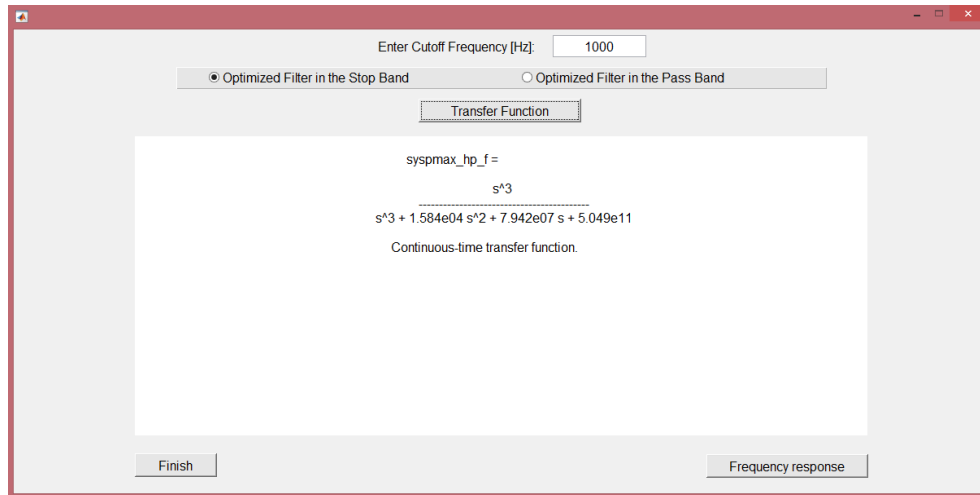 Enter Cutoff Frequency [Hz]: 1000
Optimized Filter in the Stop Band Optimized Filter in the Pass Band
Transfer Function
syspmax_hp_f =
s^3
------------------------------------------
s^3 + 1.584e04 s^2 + 7.942e07 s + 5.049e11
Continuous-time transfer function.
Finish Frequency response